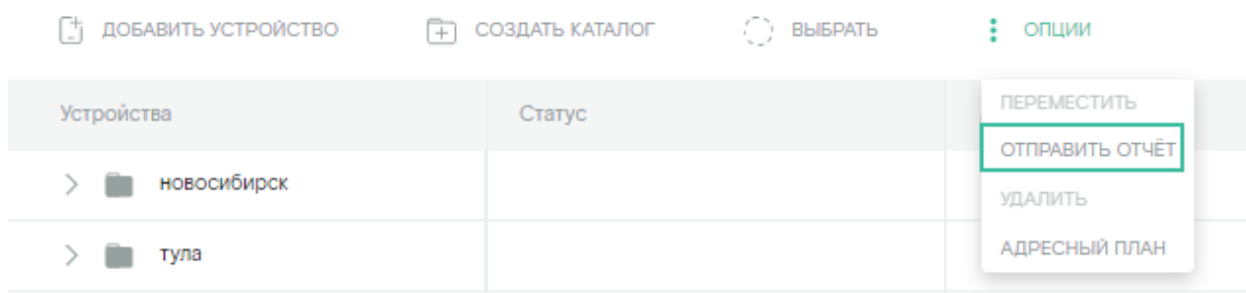 ДОБАВИТЬ УСТРОЙСТВО СОЗДАТЬ КАТАЛОГ ВЫБРАТЬ ОПЦИИ
Устройства Статус
ПЕРЕМЕСТИТЬ
ОТПРАВИТЬ ОТЧЁТ
новосибирск
УДАЛИТЬ
тула
АДРЕСНЫЙ ПЛАН